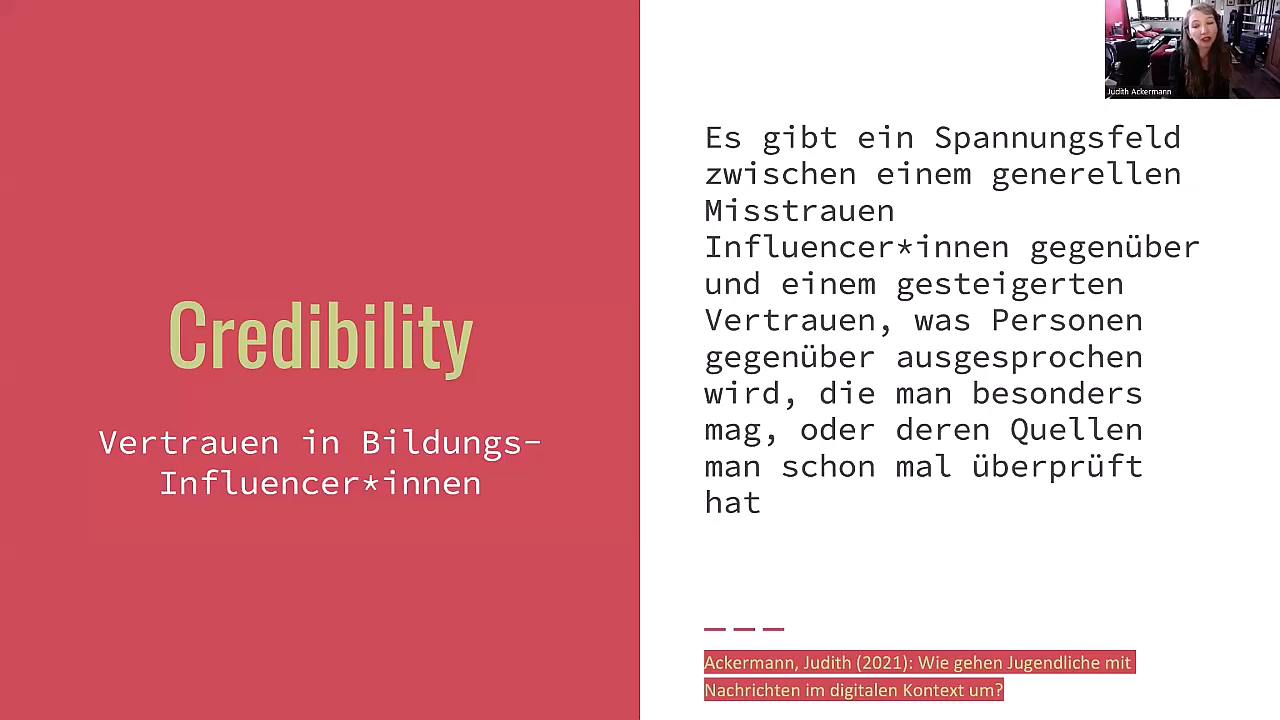 Judith Ackermann
Credibility
Vertrauen in Bildungs-
Influencer*innen
Es gibt ein Spannungsfeld
zwischen einem generellen
Misstrauen
Influencer*innen gegenüber
und einem gesteigerten
Vertrauen, was Personen
gegenüber ausgesprochen
wird, die man besonders
mag, oder deren Quellen
man schon mal überprüft
hat
Ackermann, Judith (2021): Wie gehen Jugendliche mit
Nachrichten im digitalen Kontext um?